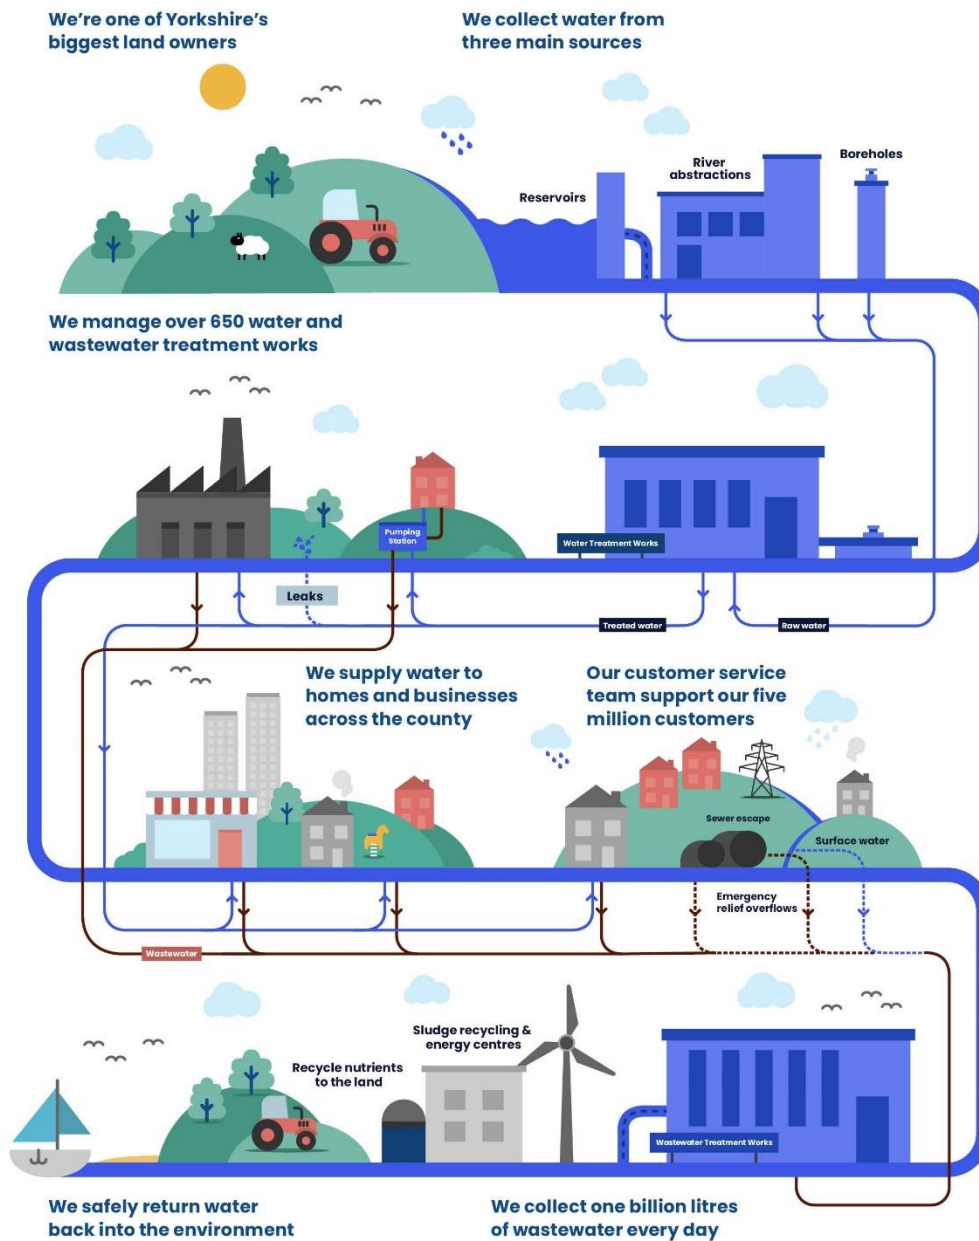 We're one of Yorkshire's
biggest land owners
We collect water from
three main sources
Reservoirs
River
abstractions
Boreholes
We manage over 650 water and
wastewater treatment works
Pumping
Station
Water Treatment Works
Leaks
Treated water
Raw water
We supply water to
homes and businesses
across the county
Our customer service
team support our five
million customers
Sewer escape
Surface water
Emergency
relief overflows
Wastewater
Sludge recycling &
energy centres
Recycle nutrients
to the land
Wastewater Treatment Works
We safely return water
back into the environment
We collect one billion litres
of wastewater every day